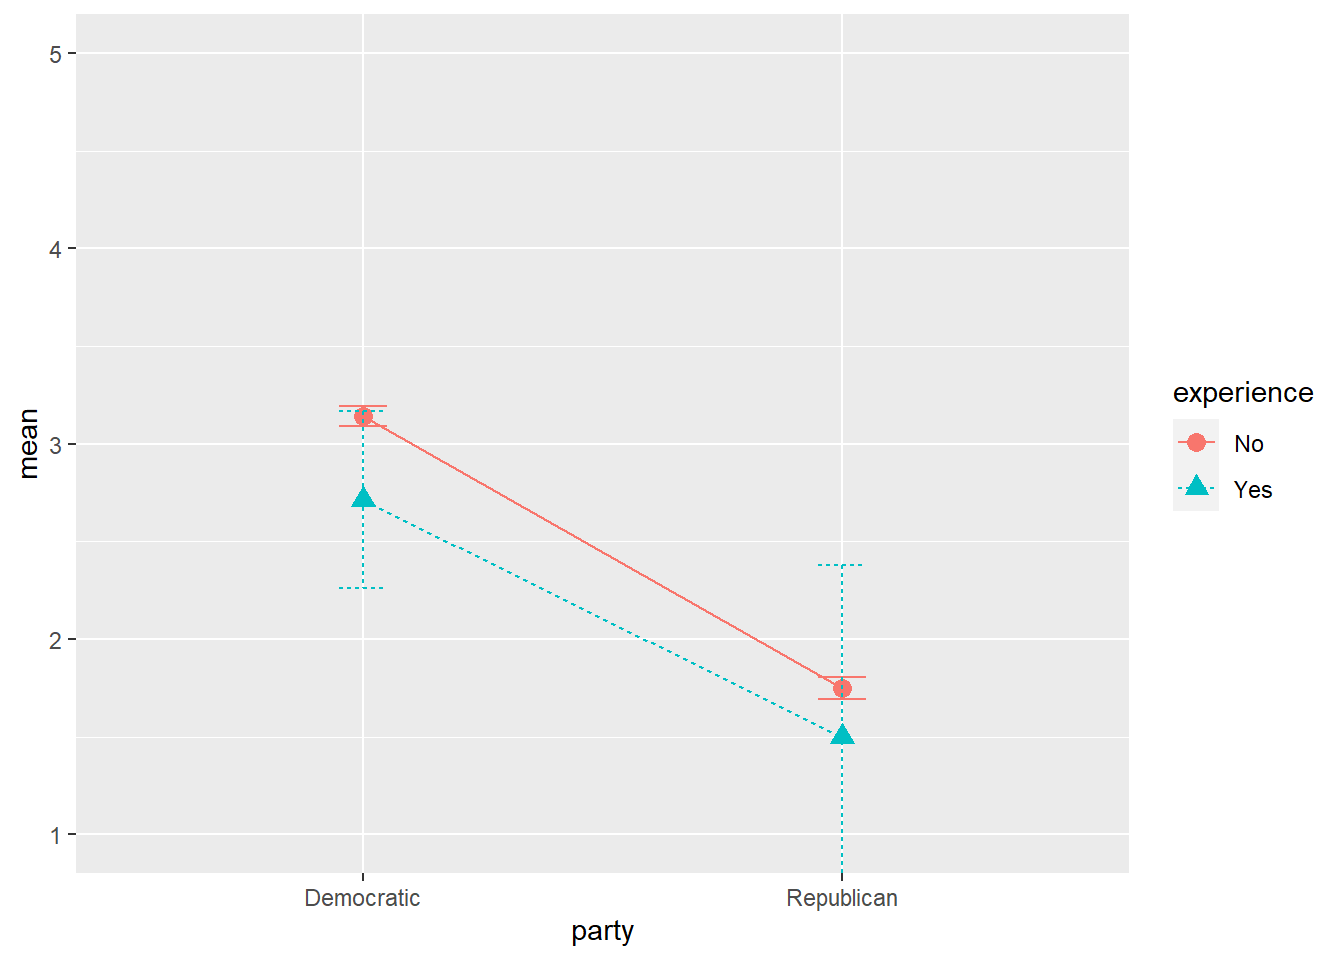 5
4
3
2
1
mean
Democratic
Republican
party
experience
No
Yes